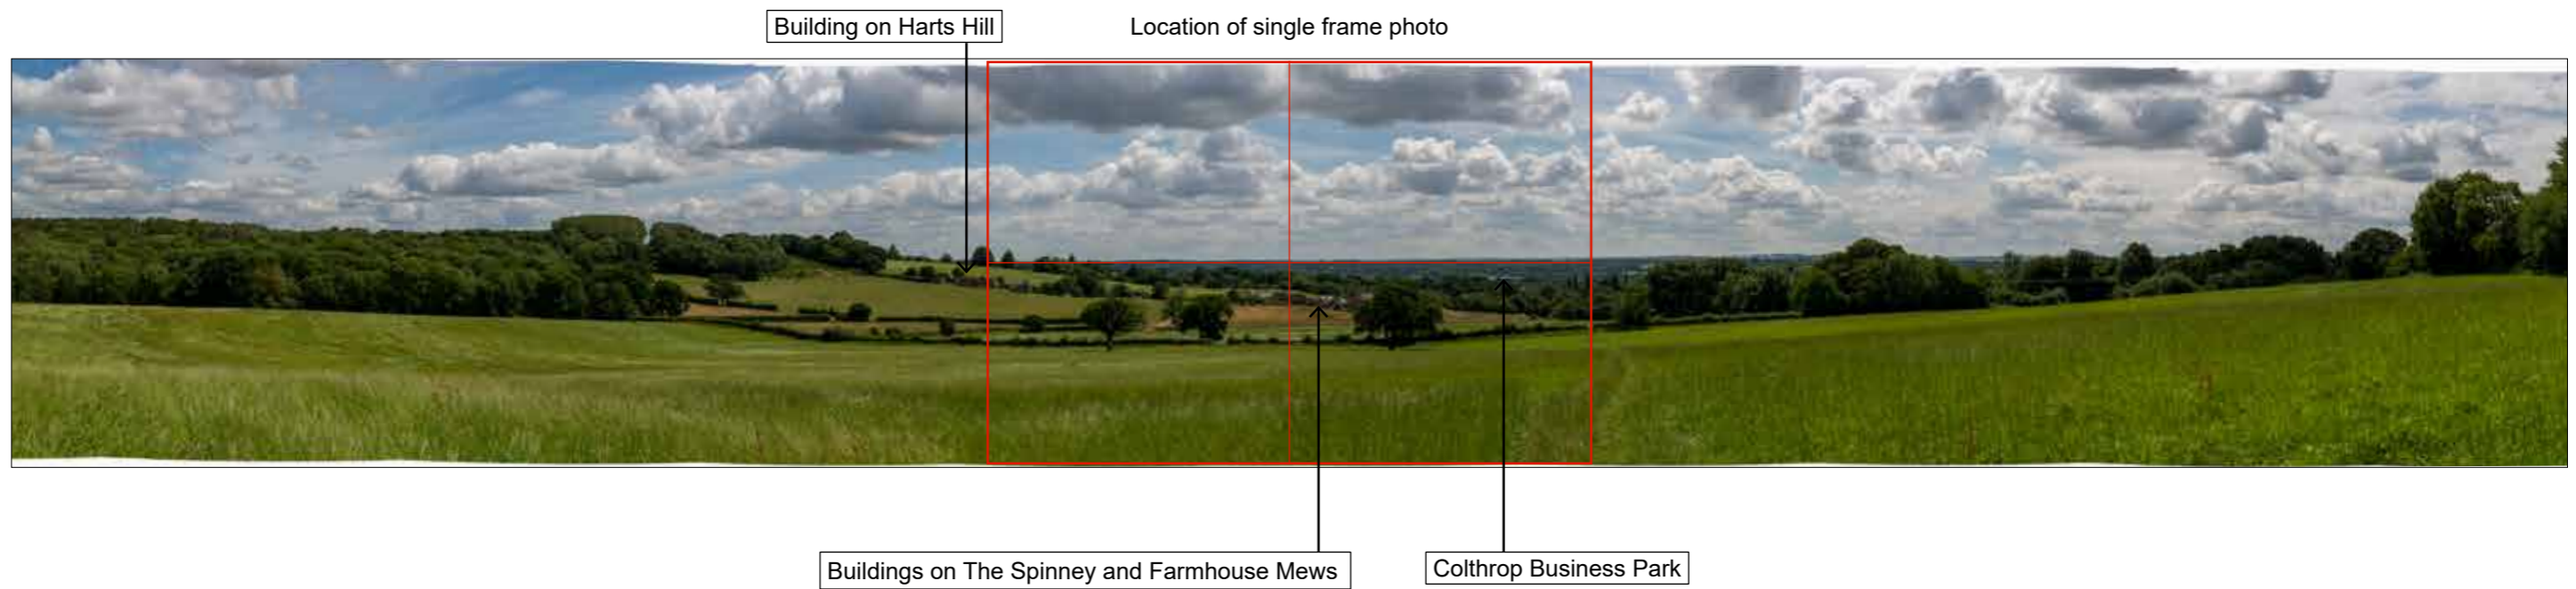 Building on Harts Hill
Location of single frame photo
Buildings on The Spinney and Farmhouse Mews
Colthrop Business Park